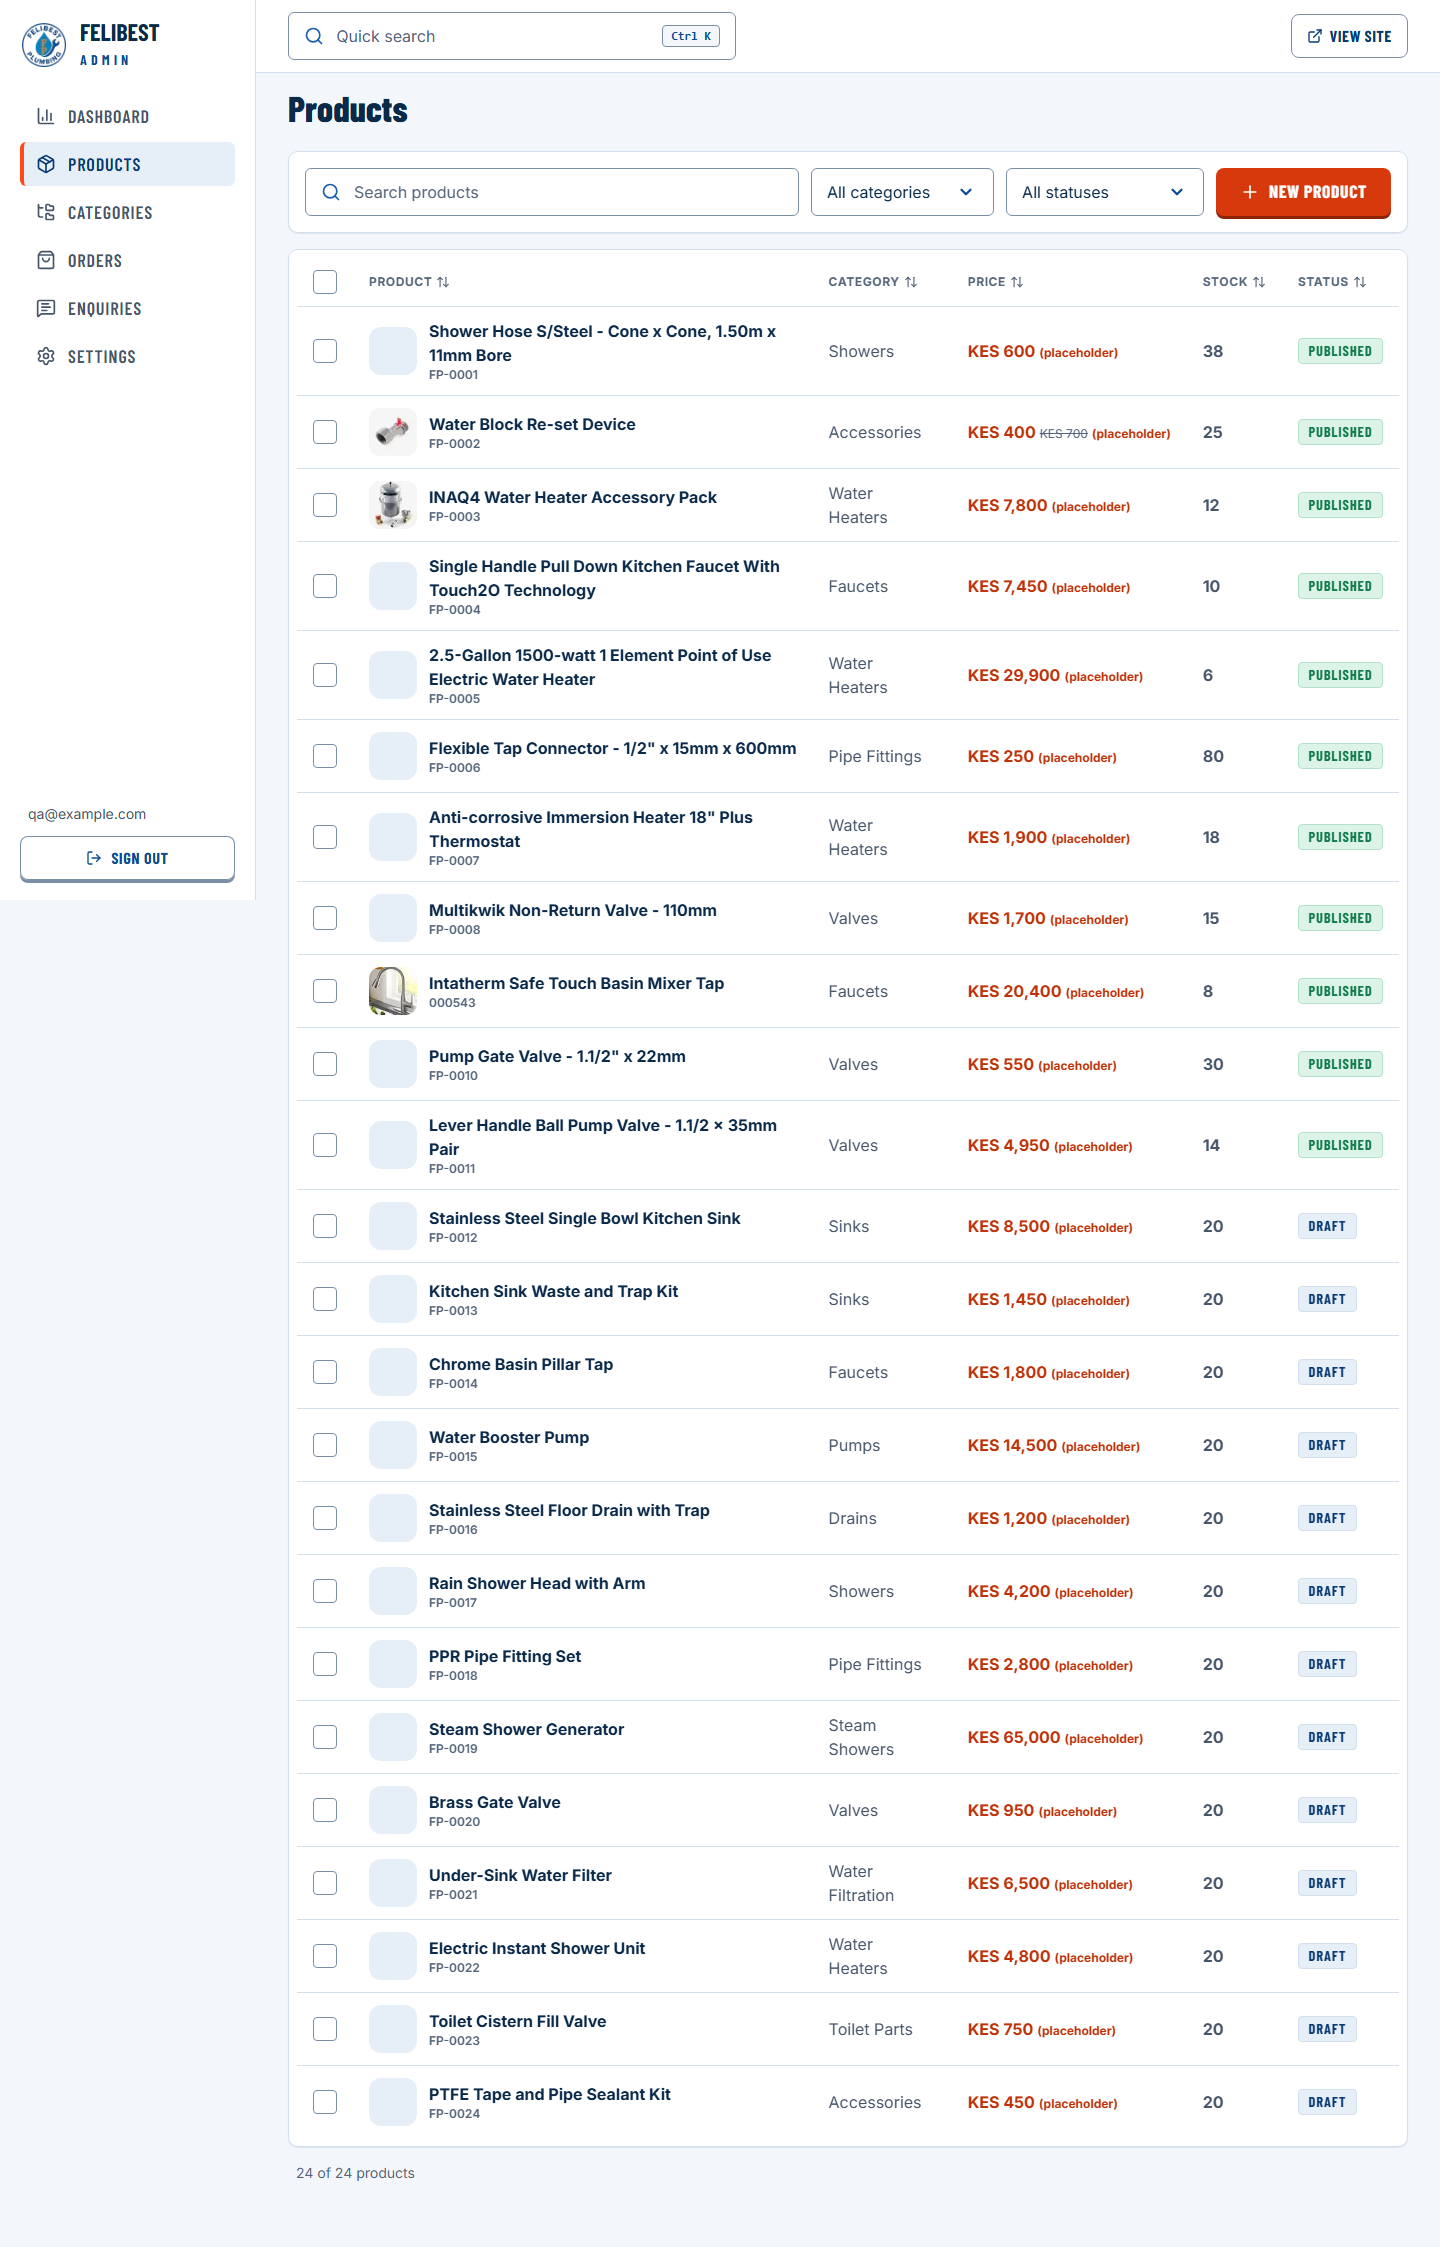 FELIBEST
ADMIN
FELIBEST
PLUMBING
Quick search
Ctrl K
VIEW SITE
DASHBOARD
PRODUCTS
CATEGORIES
ORDERS
ENQUIRIES
SETTINGS
qa@example.com
SIGN OUT
Products
Search products
All categories
All statuses
NEW PRODUCT
PRODUCT CATEGORY PRICE STOCK STATUS
Shower Hose S/Steel - Cone x Cone, 1.50m x
11mm Bore
FP-0001
Showers
KES 600 (placeholder)
38
PUBLISHED
Water Block Re-set Device
FP-0002
Accessories
KES 400 KES 700 (placeholder)
25
PUBLISHED
INAQ4 Water Heater Accessory Pack
FP-0003
Water
Heaters
KES 7,800 (placeholder)
12
PUBLISHED
Single Handle Pull Down Kitchen Faucet With
Touch2O Technology
FP-0004
Faucets
KES 7,450 (placeholder)
10
PUBLISHED
2.5-Gallon 1500-watt 1 Element Point of Use
Electric Water Heater
FP-0005
Water
Heaters
KES 29,900 (placeholder)
6
PUBLISHED
Flexible Tap Connector - 1/2" x 15mm x 600mm
FP-0006
Pipe Fittings
KES 250 (placeholder)
80
PUBLISHED
Anti-corrosive Immersion Heater 18" Plus
Thermostat
FP-0007
Water
Heaters
KES 1,900 (placeholder)
18
PUBLISHED
Multikwik Non-Return Valve - 110mm
FP-0008
Valves
KES 1,700 (placeholder)
15
PUBLISHED
Intatherm Safe Touch Basin Mixer Tap
000543
Faucets
KES 20,400 (placeholder)
8
PUBLISHED
Pump Gate Valve - 1.1/2" x 22mm
FP-0010
Valves
KES 550 (placeholder)
30
PUBLISHED
Lever Handle Ball Pump Valve - 1.1/2 × 35mm
Pair
FP-0011
Valves
KES 4,950 (placeholder)
14
PUBLISHED
Stainless Steel Single Bowl Kitchen Sink
FP-0012
Sinks
KES 8,500 (placeholder)
20
DRAFT
Kitchen Sink Waste and Trap Kit
FP-0013
Sinks
KES 1,450 (placeholder)
20
DRAFT
Chrome Basin Pillar Tap
FP-0014
Faucets
KES 1,800 (placeholder)
20
DRAFT
Water Booster Pump
FP-0015
Pumps
KES 14,500 (placeholder)
20
DRAFT
Stainless Steel Floor Drain with Trap
FP-0016
Drains
KES 1,200 (placeholder)
20
DRAFT
Rain Shower Head with Arm
FP-0017
Showers
KES 4,200 (placeholder)
20
DRAFT
PPR Pipe Fitting Set
FP-0018
Pipe Fittings
KES 2,800 (placeholder)
20
DRAFT
Steam Shower Generator
FP-0019
Steam
Showers
KES 65,000 (placeholder)
20
DRAFT
Brass Gate Valve
FP-0020
Valves
KES 950 (placeholder)
20
DRAFT
Under-Sink Water Filter
FP-0021
Water
Filtration
KES 6,500 (placeholder)
20
DRAFT
Electric Instant Shower Unit
FP-0022
Water
Heaters
KES 4,800 (placeholder)
20
DRAFT
Toilet Cistern Fill Valve
FP-0023
Toilet Parts
KES 750 (placeholder)
20
DRAFT
PTFE Tape and Pipe Sealant Kit
FP-0024
Accessories
KES 450 (placeholder)
20
DRAFT
24 of 24 products